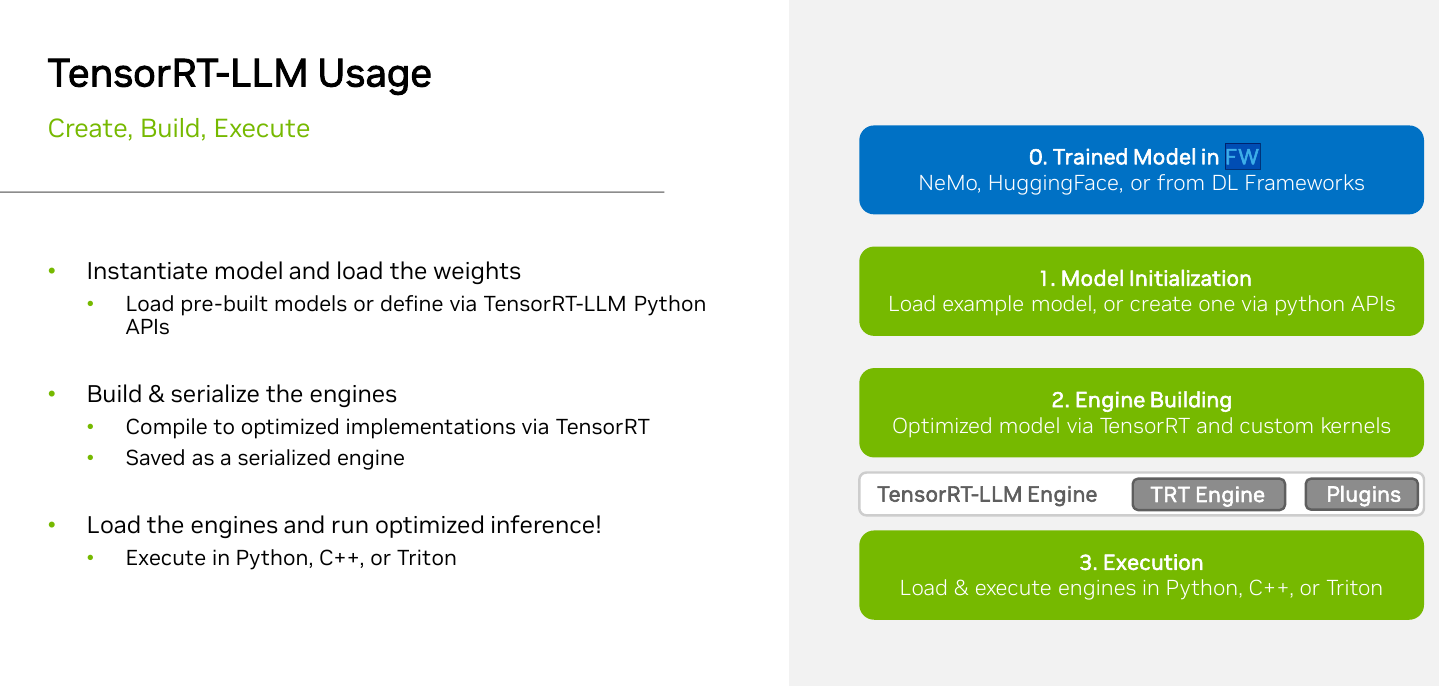 TensorRT-LLM Usage
Create, Build, Execute
• Instantiate model and load the weights
• Load pre-built models or define via TensorRT-LLM Python
APIs
• Build & serialize the engines
• Compile to optimized implementations via TensorRT
• Saved as a serialized engine
• Load the engines and run optimized inference!
• Execute in Python, C++, or Triton
0. Trained Model in FW
NeMo, HuggingFace, or from DL Frameworks
1. Model Initialization
Load example model, or create one via python APIs
2. Engine Building
Optimized model via TensorRT and custom kernels
TensorRT-LLM Engine TRT Engine Plugins
3. Execution
Load & execute engines in Python, C++, or Triton